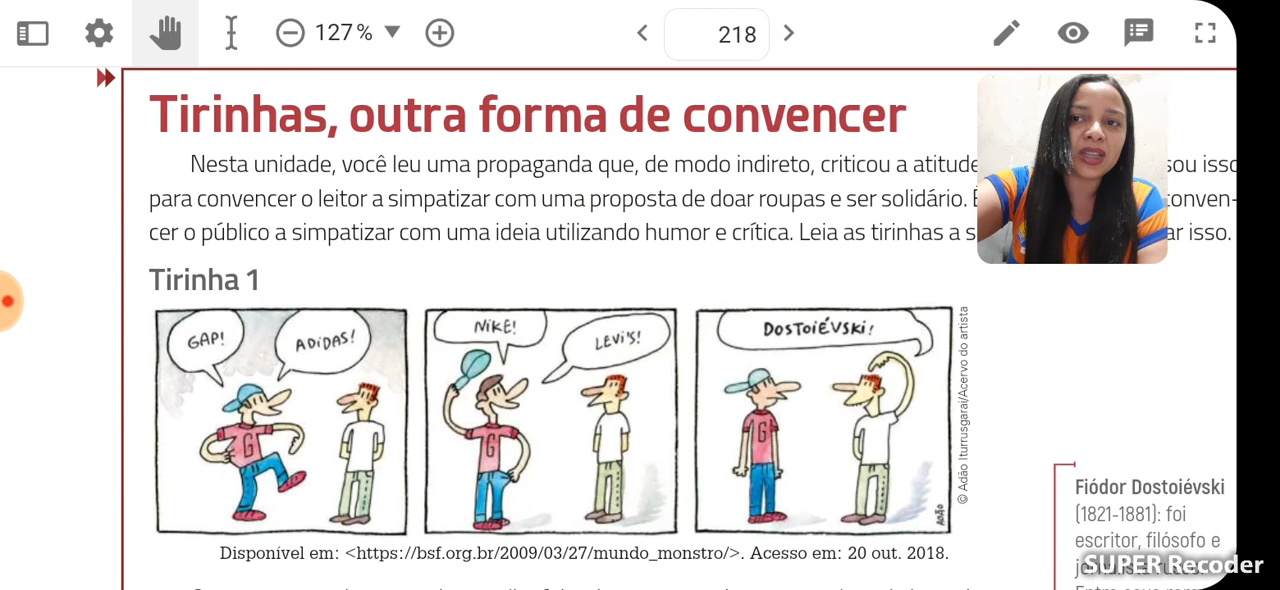 127 %
218
Tirinhas, outra forma de convencer
Nesta unidade, você leu uma propaganda que, de modo indireto, criticou a atitude sou isso
para convencer o leitor a simpatizar com uma proposta de doar roupas e ser solidário. conven-
cer o público a simpatizar com uma ideia utilizando humor e crítica. Leia as tirinhas a ar isso.
Tirinha 1
GAP!
ADIDAS!
NIKE!
LEVI'S!
DOSTOIÉVSKI!
G
G
G
ADÃO
© Adão Iturrusgarai/Acervo do artista
Disponível em: <https://bsf.org.br/2009/03/27/mundo_monstro/>. Acesso em: 20 out. 2018.
Fiódor Dostoiévski
(1821-1881): foi
escritor, filósofo e
SUPER Recoder